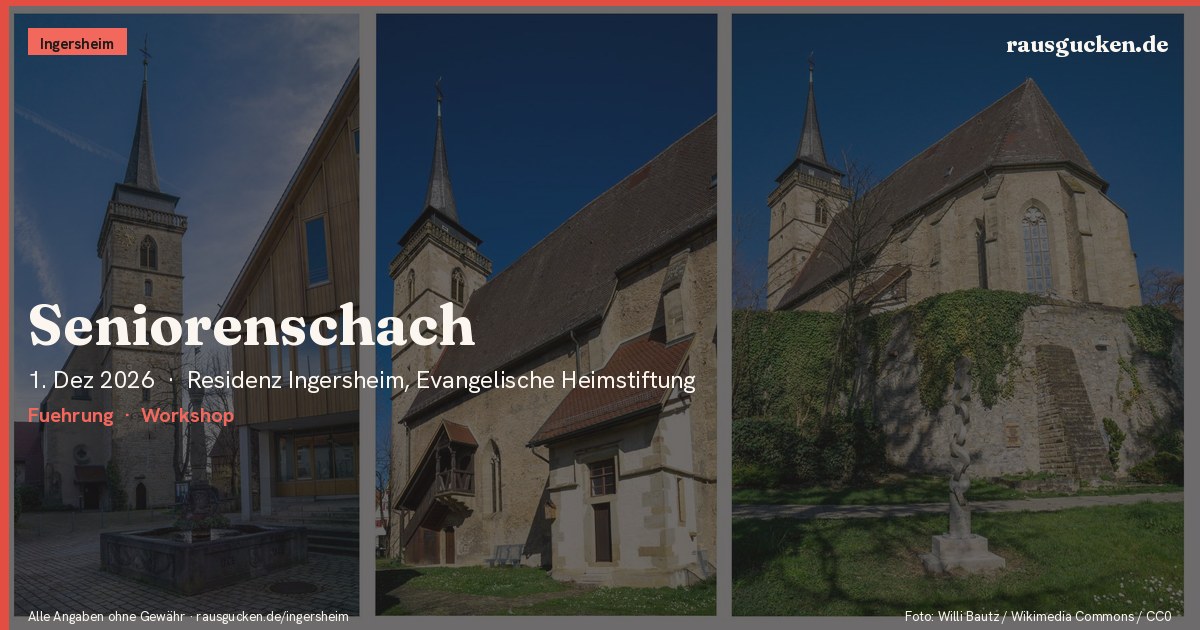 Ingersheim
rausgucken.de
Seniorenschach
1. Dez 2026 · Residenz Ingersheim, Evangelische Heimstiftung
Fuehrung · Workshop
Alle Angaben ohne Gewähr · rausgucken.de/ingersheim
Foto: Willi Bautz / Wikimedia Commons / CC0